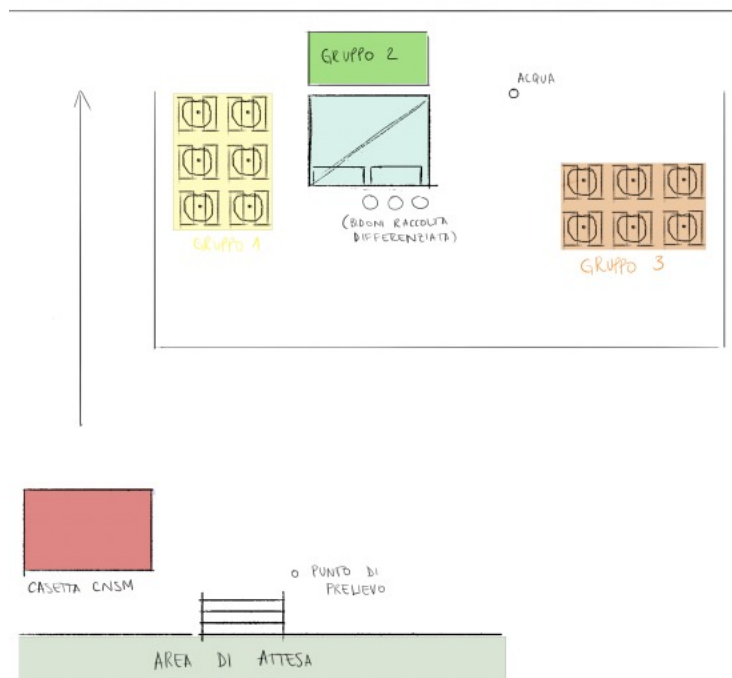 GRUPPO 2
ACQUA
(BIDONI RACCOLTA
DIFFERENZIATA)
GRUPPO 1
GRUPPO 3
CASETTA CNSM
PUNTO DI
PRELIEVO
AREA DI ATTESA